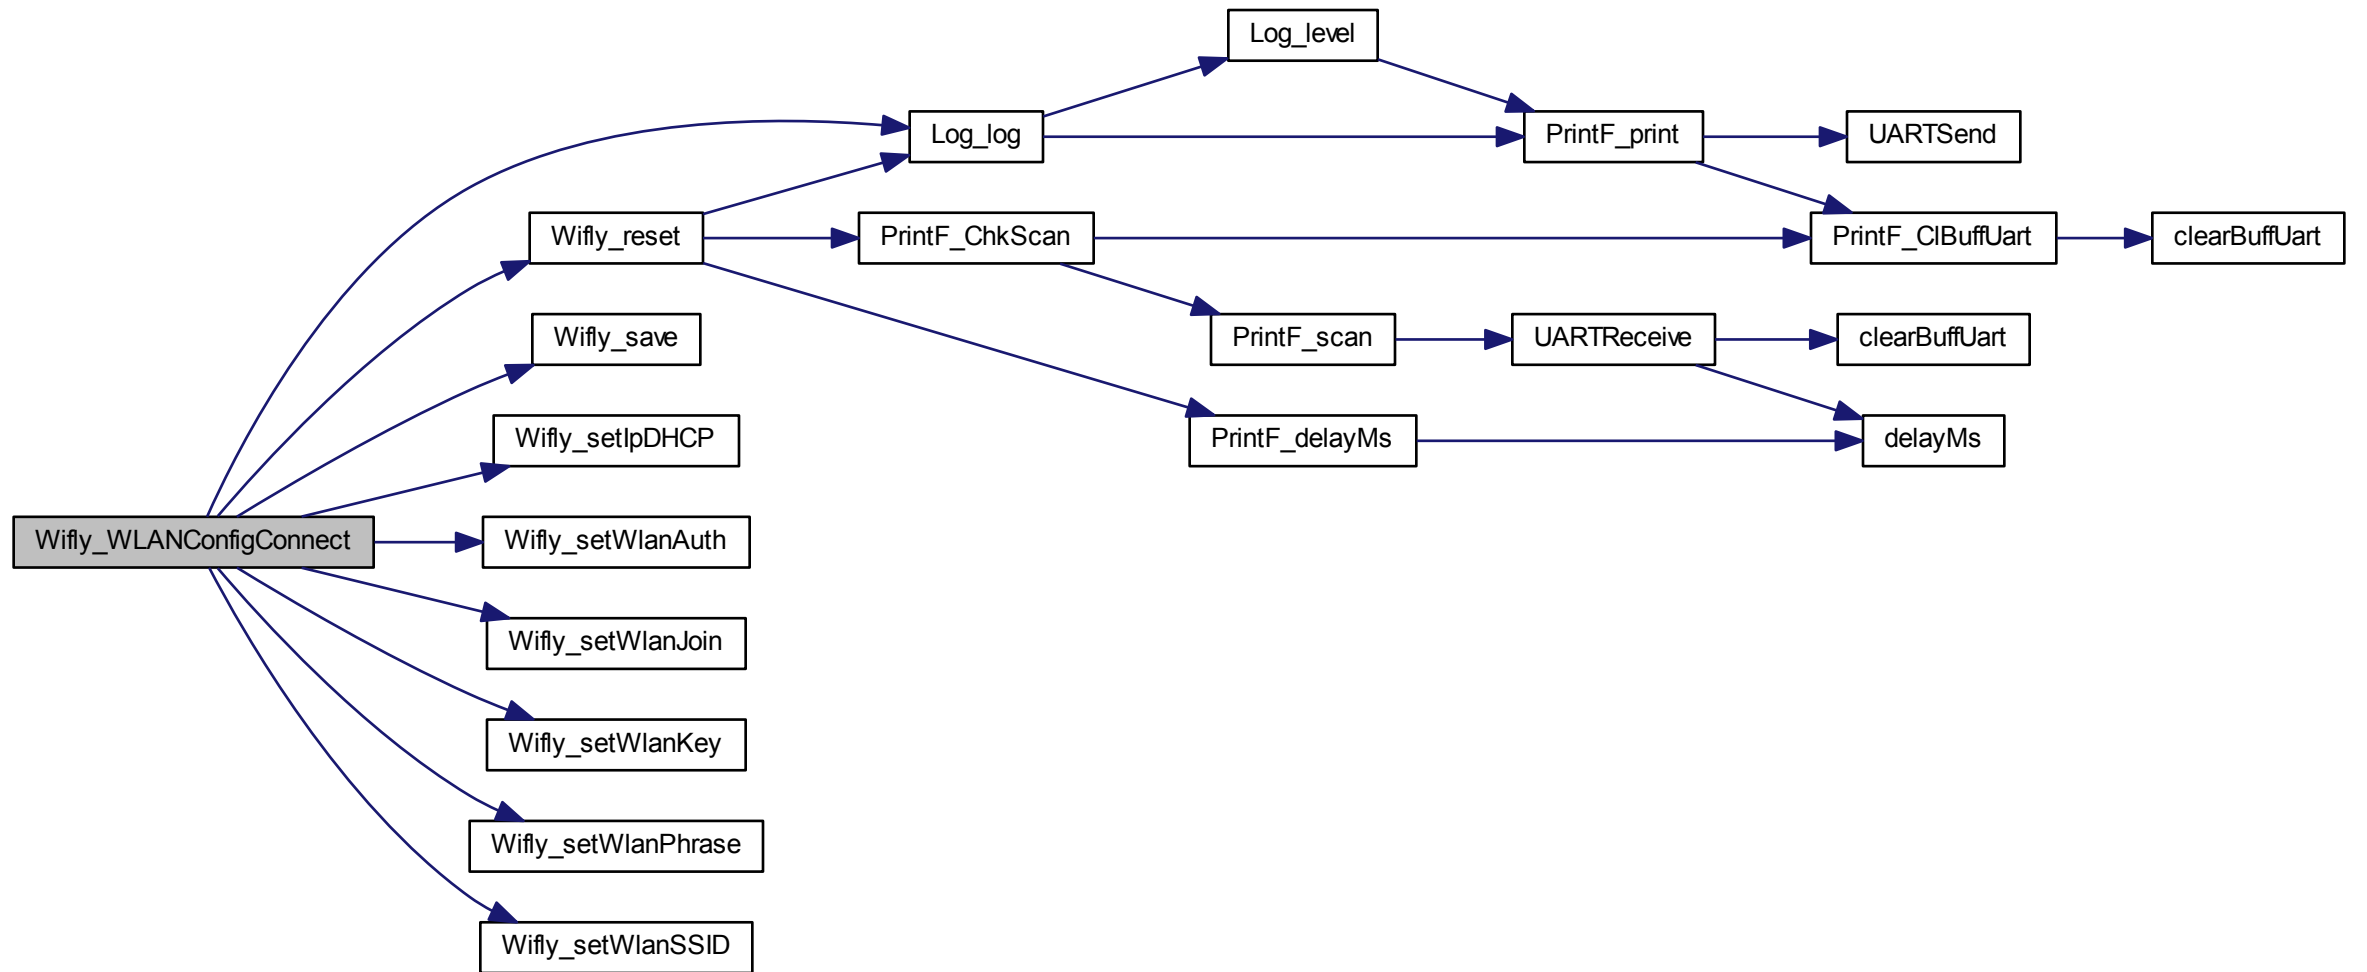 Log_level
Log_log
PrintF_print
UARTSend
Wifly_reset
PrintF_ChkScan
PrintF_ClBuffUart
clearBuffUart
Wifly_save
PrintF_scan
UARTReceive
clearBuffUart
Wifly_setIpDHCP
PrintF_delayMs
delayMs
Wifly_WLANConfigConnect
Wifly_setWlanAuth
Wifly_setWlanJoin
Wifly_setWlanKey
Wifly_setWlanPhrase
Wifly_setWlanSSID